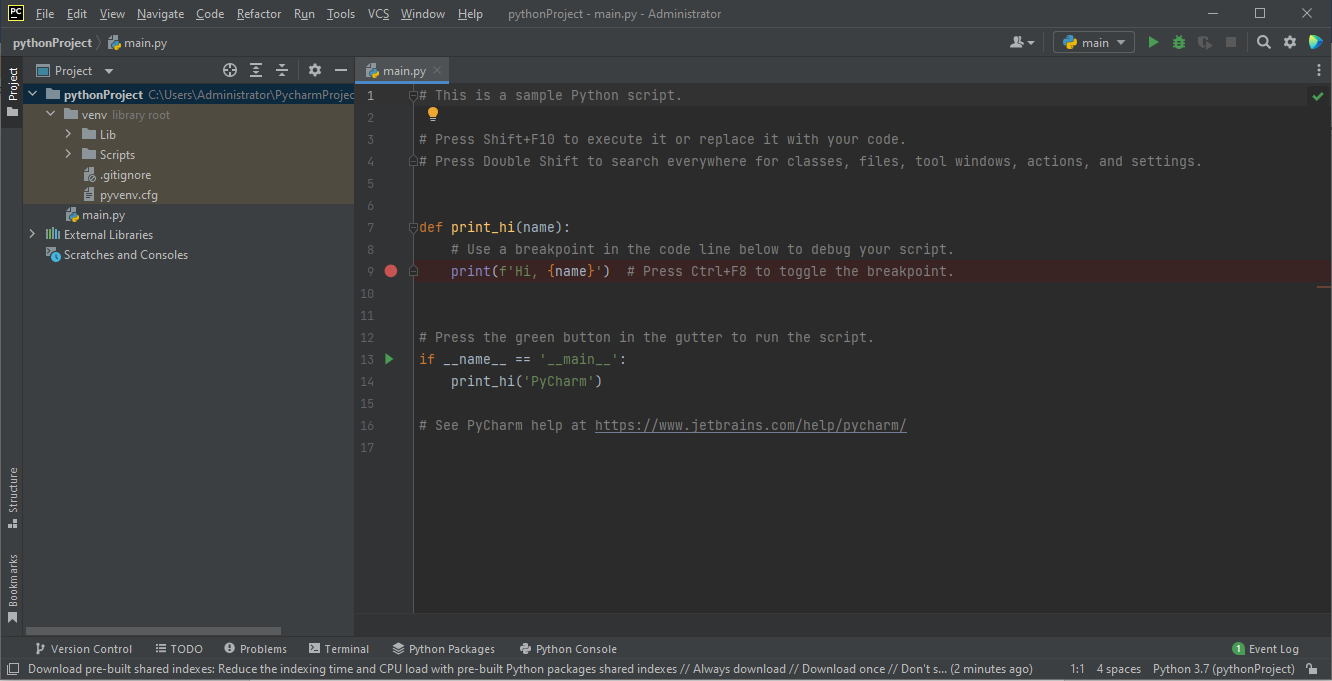 PC File Edit View Navigate Code Refactor Run Tools VCS Window Help pythonProject - main.py - Administrator
pythonProject main.py main
Project
Project
main.py
pythonProject C:\Users\Administrator\PycharmProjec
venv library root
Lib
Scripts
.gitignore
pyvenv.cfg
main.py
External Libraries
Scratches and Consoles
1 # This is a sample Python script.
2
3 # Press Shift+F10 to execute it or replace it with your code.
4 # Press Double Shift to search everywhere for classes, files, tool windows, actions, and settings.
5
6
7 def print_hi(name):
8 # Use a breakpoint in the code line below to debug your script.
9 print(f'Hi, {name}') # Press Ctrl+F8 to toggle the breakpoint.
10
11
12 # Press the green button in the gutter to run the script.
13 if __name__ == '__main__':
14 print_hi('PyCharm')
15
16 # See PyCharm help at https://www.jetbrains.com/help/pycharm/
17
Structure
Bookmarks
Version Control TODO Problems Terminal Python Packages Python Console 1 Event Log
Download pre-built shared indexes: Reduce the indexing time and CPU load with pre-built Python packages shared indexes // Always download // Download once // Don't s... (2 minutes ago) 1:1 4 spaces Python 3.7 (pythonProject)